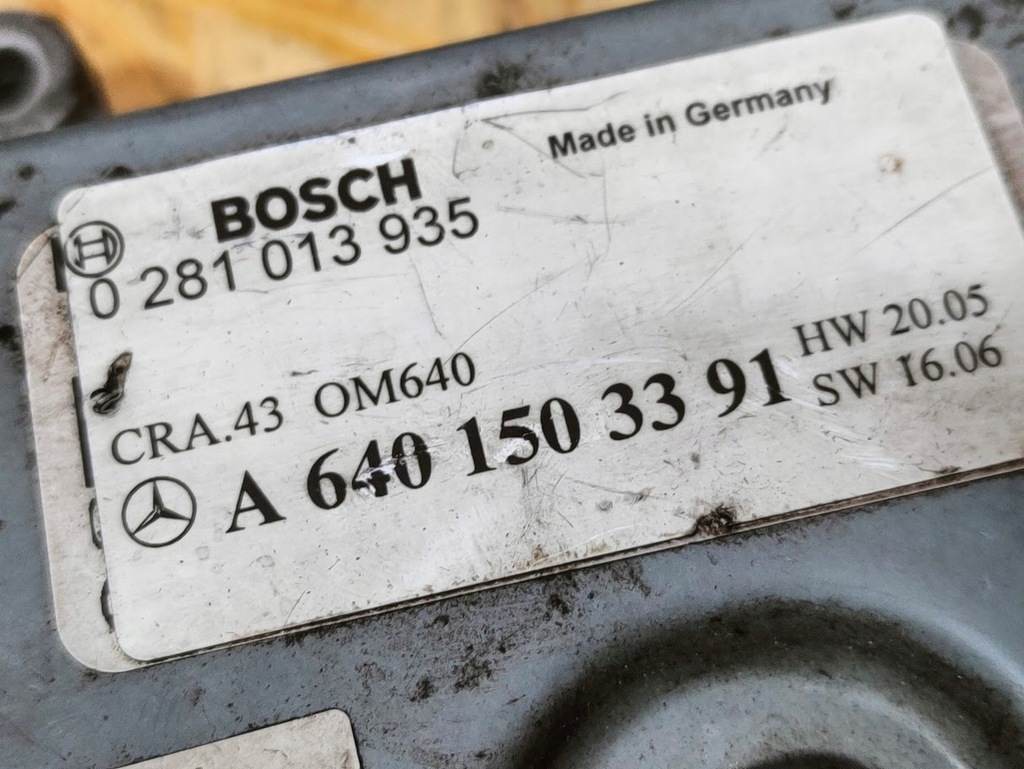 Made in Germany
BOSCH
0 281 013 935
CRA.43 OM640
HW 20.05
A 640 150 33 91
SW 16.06